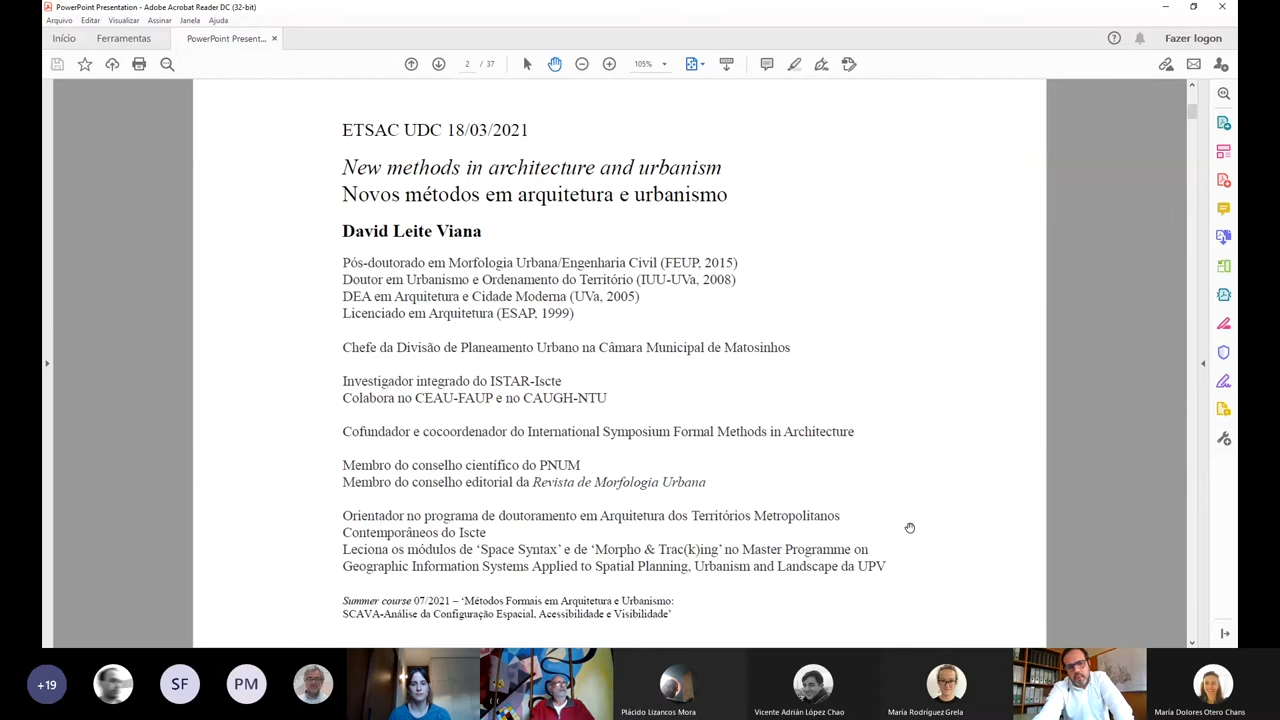 PowerPoint Presentation - Adobe Acrobat Reader DC (32-bit)
Arquivo Editar Visualizar Assinar Janela Ajuda
Início Ferramentas PowerPoint Present... × Fazer logon
2 / 37 105%
ETSAC UDC 18/03/2021
New methods in architecture and urbanism
Novos métodos em arquitetura e urbanismo
David Leite Viana
Pós-doutorado em Morfologia Urbana/Engenharia Civil (FEUP, 2015)
Doutor em Urbanismo e Ordenamento do Território (IUU-UVa, 2008)
DEA em Arquitetura e Cidade Moderna (UVa, 2005)
Licenciado em Arquitetura (ESAP, 1999)
Chefe da Divisão de Planeamento Urbano na Câmara Municipal de Matosinhos
Investigador integrado do ISTAR-Iscte
Colabora no CEAU-FAUP e no CAUGH-NTU
Cofundador e cocoordenador do International Symposium Formal Methods in Architecture
Membro do conselho científico do PNUM
Membro do conselho editorial da Revista de Morfologia Urbana
Orientador no programa de doutoramento em Arquitetura dos Territórios Metropolitanos
Contemporâneos do Iscte
Leciona os módulos de ‘Space Syntax’ e de ‘Morpho & Trac(k)ing’ no Master Programme on
Geographic Information Systems Applied to Spatial Planning, Urbanism and Landscape da UPV
Summer course 07/2021 – ‘Métodos Formais em Arquitetura e Urbanismo:
SCAVA-Análise da Configuração Espacial, Acessibilidade e Visibilidade’
+19 SF PM
Plácido Lizancos Mora Vicente Adrián López Chao María Rodríguez Grela María Dolores Otero Chans